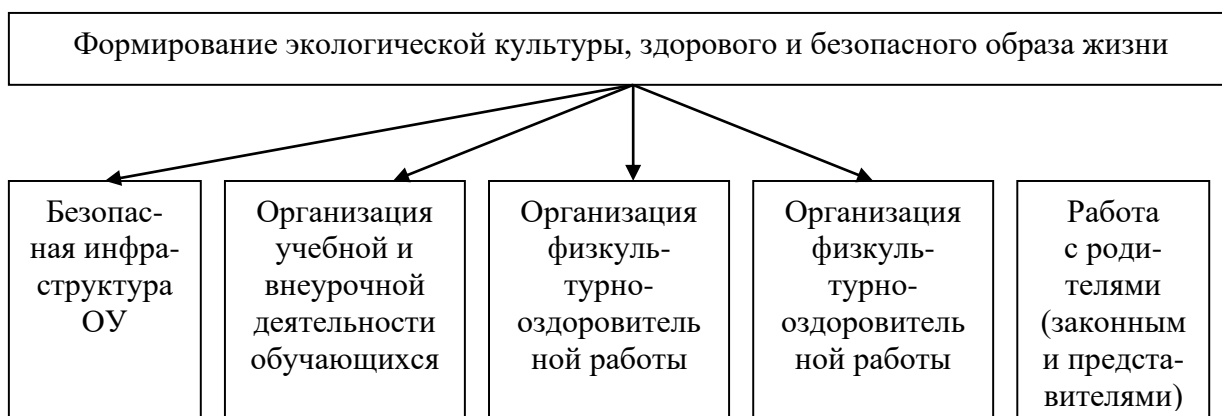 Формирование экологической культуры, здорового и безопасного образа жизни
Безопас-
ная инфра-
структура
ОУ
Организация
учебной и
внеурочной
деятельности
обучающихся
Организация
физкуль-
турно-
оздоровитель
ной работы
Организация
физкуль-
турно-
оздоровитель
ной работы
Работа
с роди-
телями
(законным
и предста-
вителями)